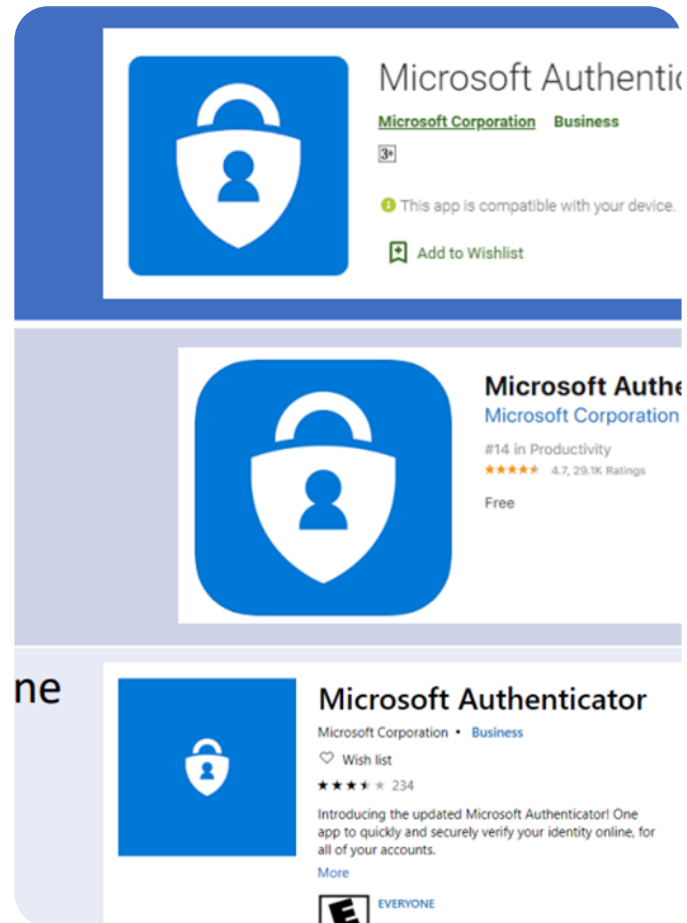 Microsoft Authentic
Microsoft Corporation Business
3+
This app is compatible with your device.
Add to Wishlist
Microsoft Authe
Microsoft Corporation
#14 in Productivity
4.7, 29.1K Ratings
Free
ne
Microsoft Authenticator
Microsoft Corporation • Business
Wish list
234
Introducing the updated Microsoft Authenticator! One
app to quickly and securely verify your identity online, for
all of your accounts.
More
E
EVERYONE